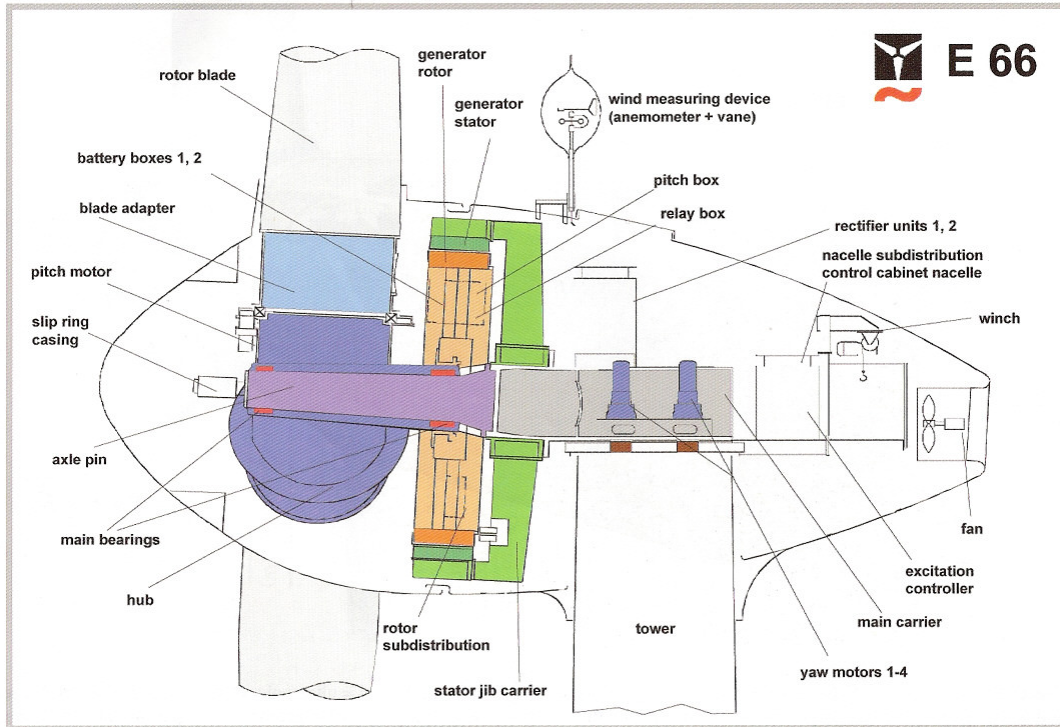 E 66
generator
rotor
rotor blade
generator
stator
wind measuring device
(anemometer + vane)
battery boxes 1, 2
pitch box
blade adapter
relay box
rectifier units 1, 2
nacelle subdistribution
control cabinet nacelle
pitch motor
slip ring
casing
winch
axle pin
main bearings
fan
hub
excitation
controller
rotor
subdistribution
tower
main carrier
stator jib carrier
yaw motors 1-4